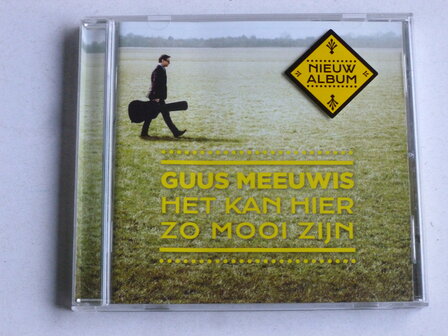 NIEUW
ALBUM
GUUS MEEUWIS
HET KAN HIER
ZO MOOI ZIJN